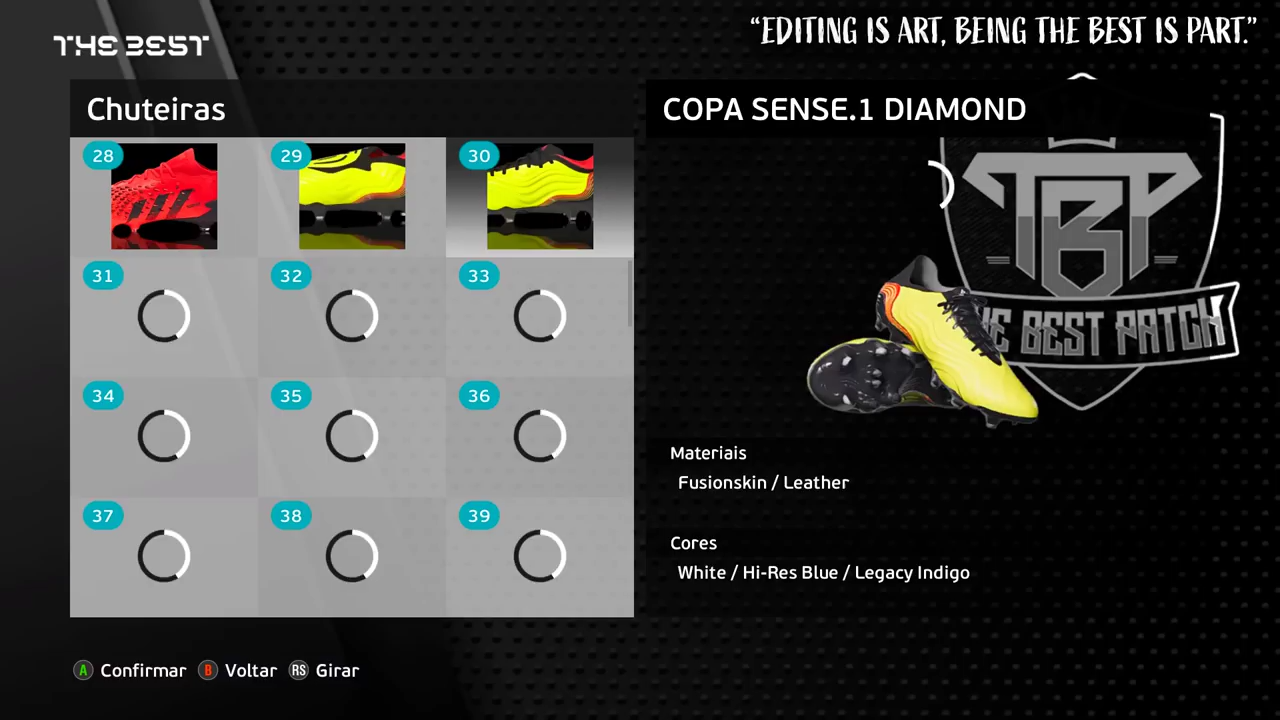 THE BEST
“EDITING IS ART, BEING THE BEST IS PART.”
Chuteiras
COPA SENSE.1 DIAMOND
28
29
30
31
32
33
34
35
36
37
38
39
TBP
THE BEST PATCH
Materiais
Fusionskin / Leather
Cores
White / Hi-Res Blue / Legacy Indigo
A Confirmar B Voltar RS Girar